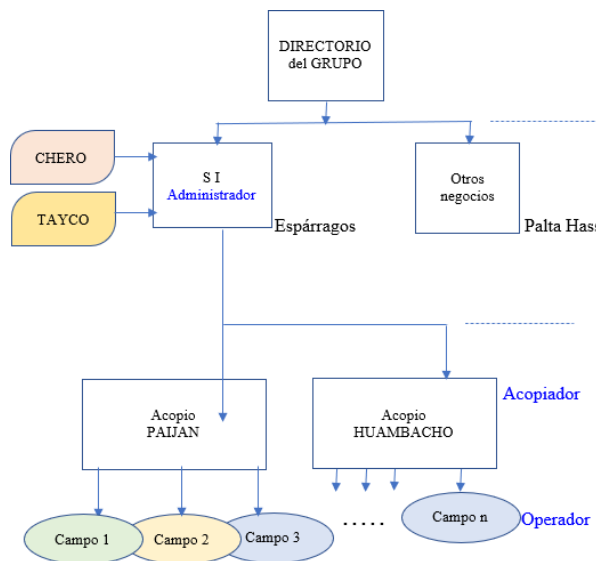 DIRECTORIO
del GRUPO
CHERO
S I
Administrador
TAYCO
Otros
negocios
Espárragos
Palta Hass
Acopio
PAIJAN
Acopio
HUAMBACHO
Acopiador
Campo 1
Campo 2
Campo 3
.....
Campo n
Operador